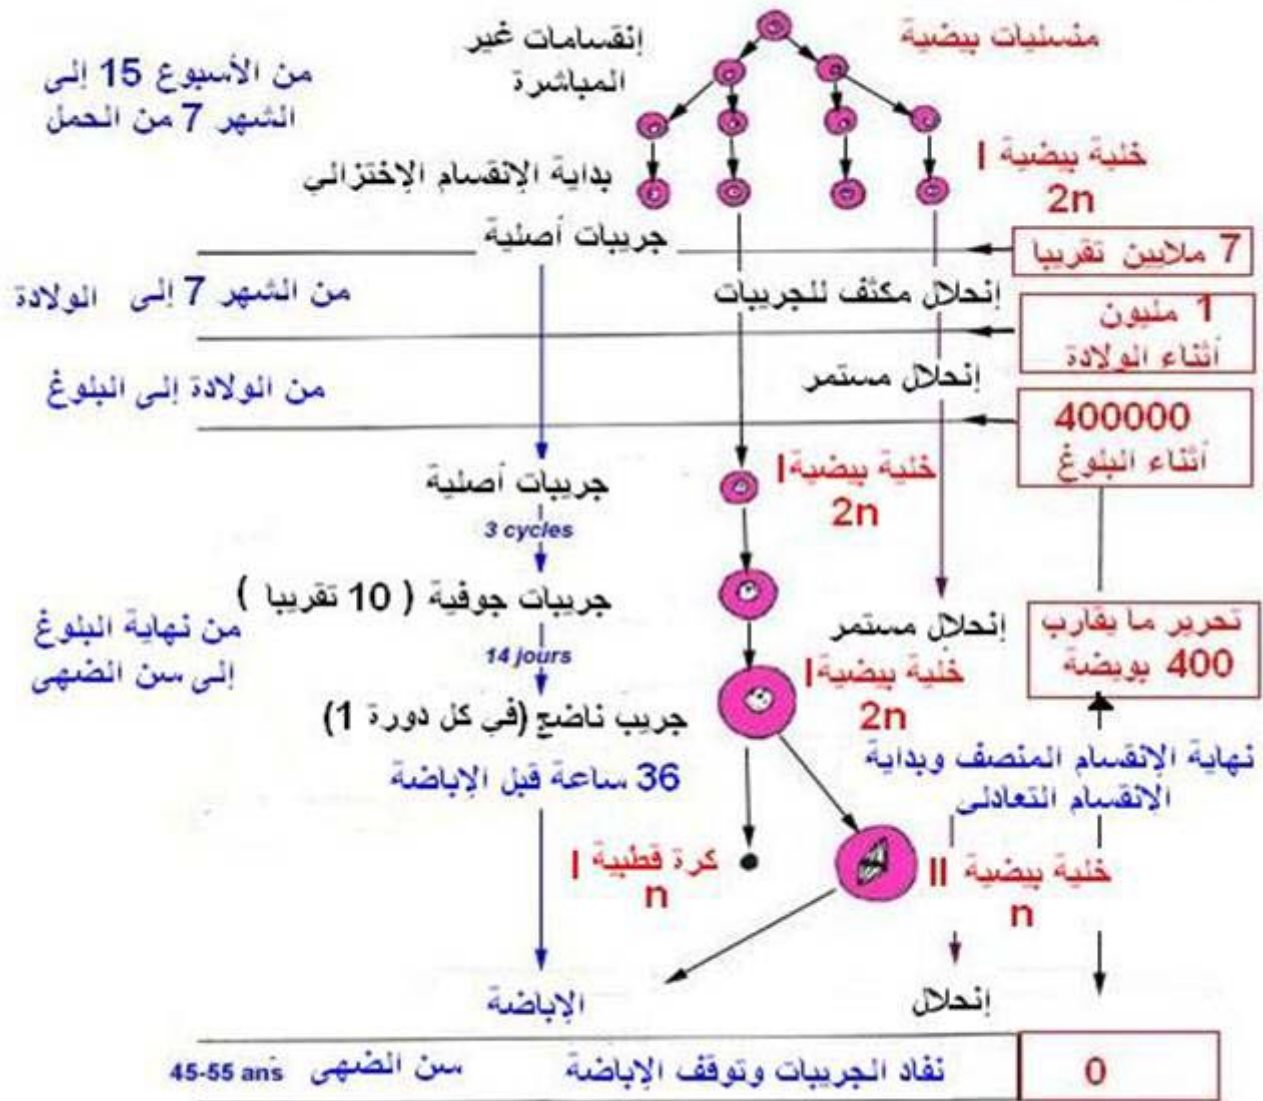 منسليات بيضية
إنقسامات غير
المباشرة
من الأسبوع 15 إلى
الشهر 7 من الحمل
خلية بيضية I
2n
بداية الإنقسام الإختزالي
جريبات أصلية
7 ملايين تقريبا
من الشهر 7 إلى الولادة
إنحلال مكثف للجريبات
1 مليون
أثناء الولادة
من الولادة إلى البلوغ
إنحلال مستمر
400000
أثناء البلوغ
خلية بيضية I
2n
جريبات أصلية
3 cycles
جريبات جوفية ( 10 تقريبا )
إنحلال مستمر
تحرير ما يقارب
400 بويضة
من نهاية البلوغ
إلى سن الضهى
14 jours
خلية بيضية I
2n
جريب ناضج (في كل دورة 1)
نهاية الإنقسام المنصف وبداية
الإنقسام التعادلي
36 ساعة قبل الإباضة
كرة قطبية I
n
خلية بيضية II
n
الإباضة
إنحلال
نفاد الجريبات وتوقف الإباضة
سن الضهى 45-55 ans
0